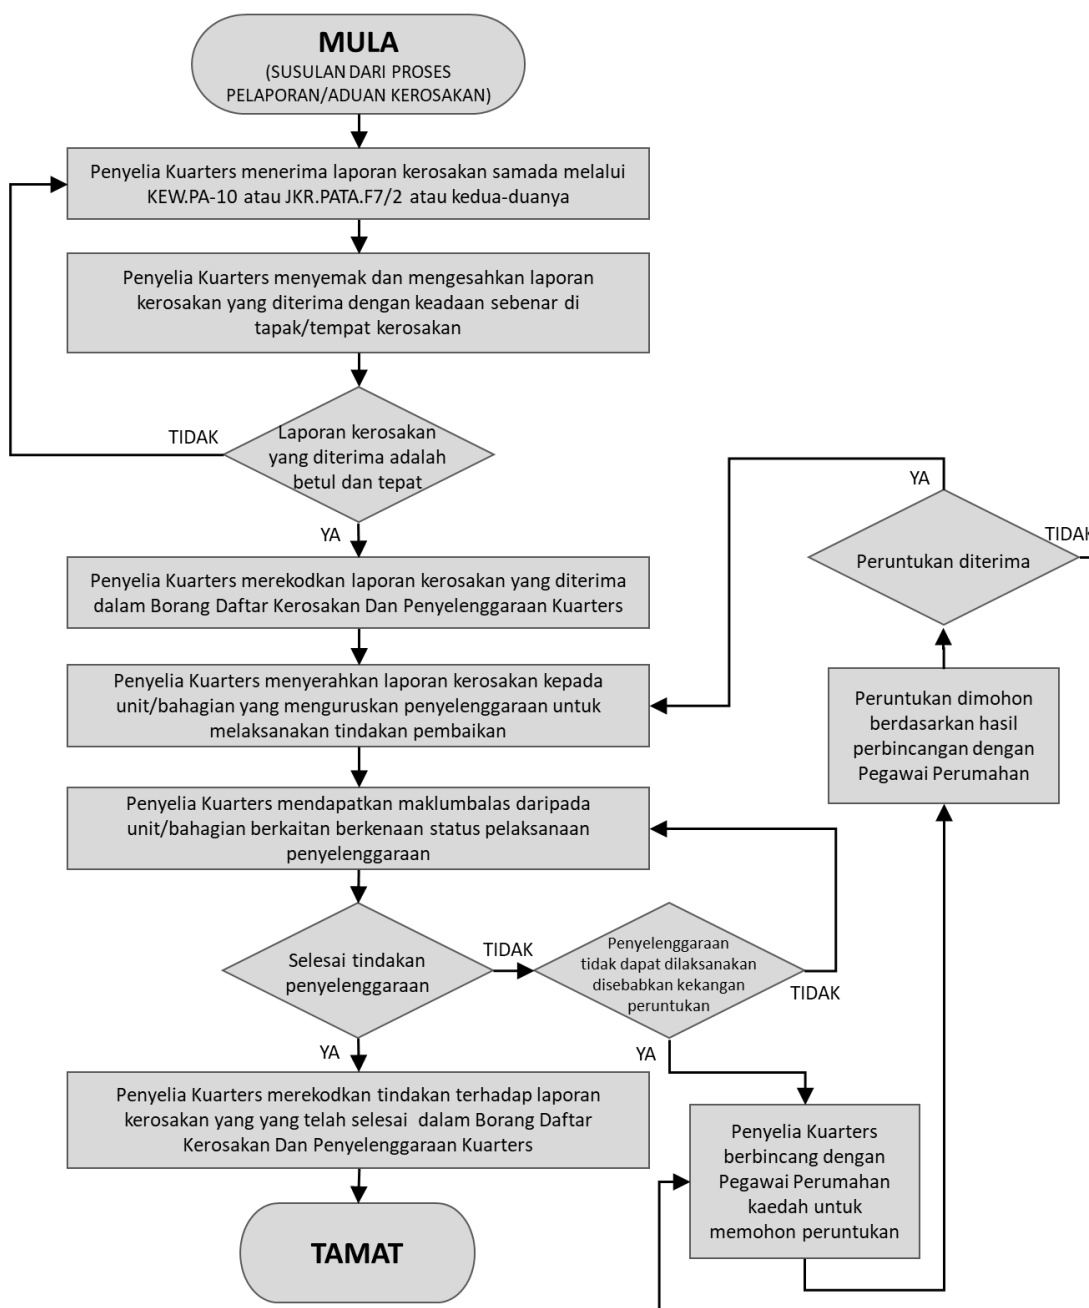 MULA
(SUSULAN DARI PROSES
PELAPORAN/ADUAN KEROSAKAN)
Penyelia Kuarters menerima laporan kerosakan samada melalui
KEW.PA-10 atau JKR.PATA.F7/2 atau kedua-duanya
Penyelia Kuarters menyemak dan mengesahkan laporan
kerosakan yang diterima dengan keadaan sebenar di
tapak/tempat kerosakan
TIDAK
Laporan kerosakan
yang diterima adalah
betul dan tepat
YA
Penyelia Kuarters merekodkan laporan kerosakan yang diterima
dalam Borang Daftar Kerosakan Dan Penyelenggaraan Kuarters
Penyelia Kuarters menyerahkan laporan kerosakan kepada
unit/bahagian yang menguruskan penyelenggaraan untuk
melaksanakan tindakan pembaikan
Penyelia Kuarters mendapatkan maklumbalas daripada
unit/bahagian berkaitan berkenaan status pelaksanaan
penyelenggaraan
Selesai tindakan
penyelenggaraan
TIDAK
Penyelenggaraan
tidak dapat dilaksanakan
disebabkan kekangan
peruntukan
TIDAK
YA
YA
Penyelia Kuarters merekodkan tindakan terhadap laporan
kerosakan yang yang telah selesai dalam Borang Daftar
Kerosakan Dan Penyelenggaraan Kuarters
TAMAT
Penyelia Kuarters
berbincang dengan
Pegawai Perumahan
kaedah untuk
memohon peruntukan
Peruntukan dimohon
berdasarkan hasil
perbincangan dengan
Pegawai Perumahan
Peruntukan diterima
YA
TIDAK